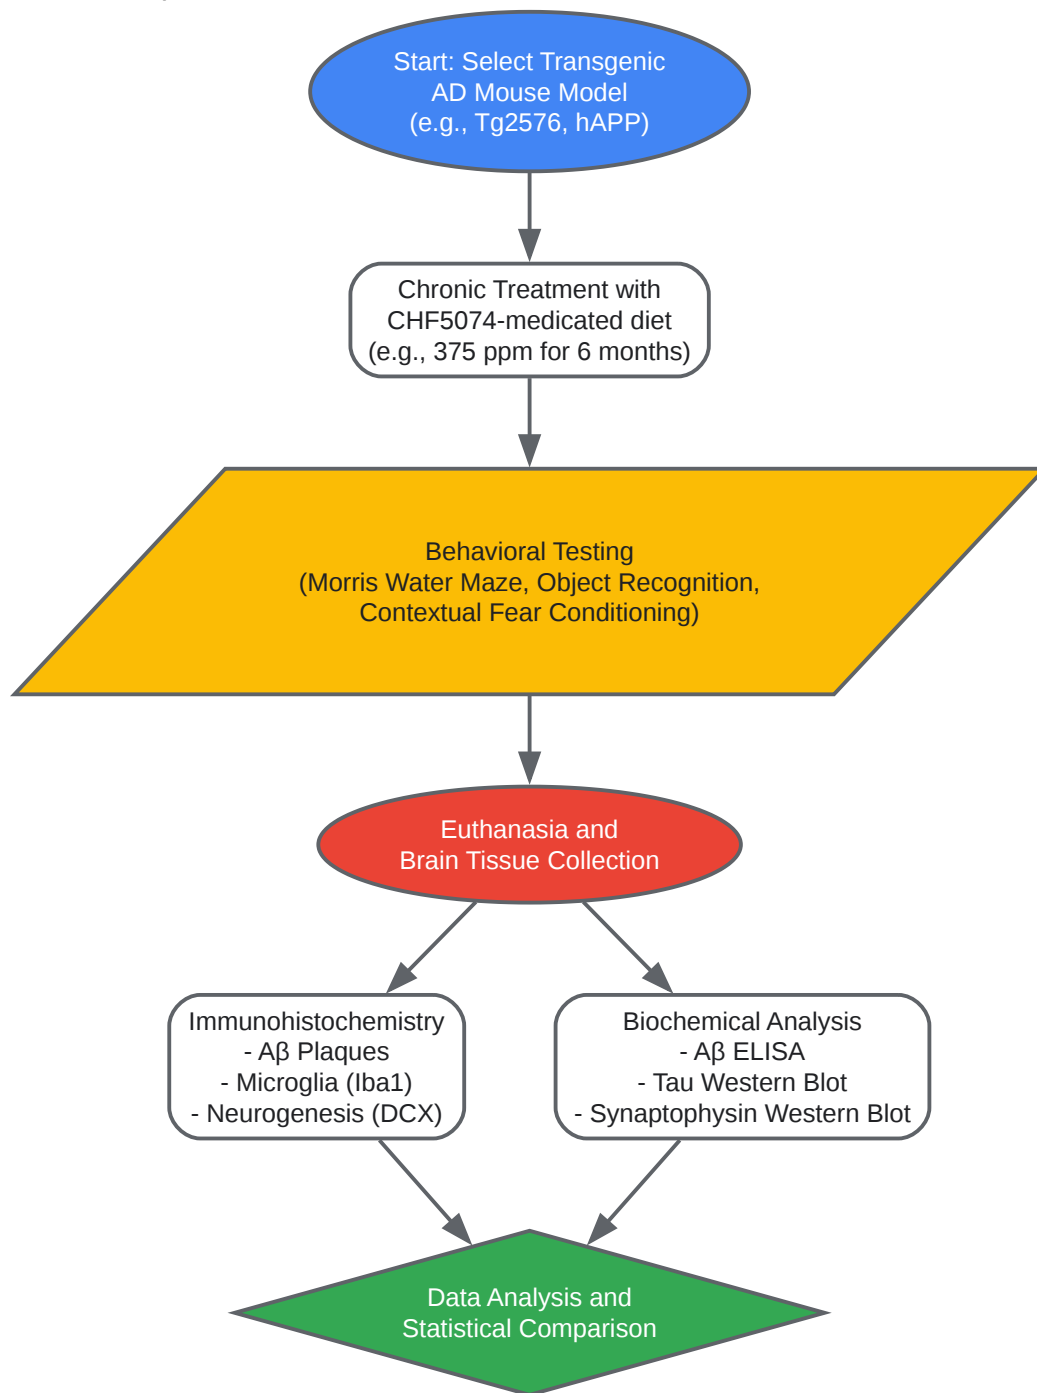 Start: Select Transgenic
AD Mouse Model
(e.g., Tg2576, hAPP)
Chronic Treatment with
CHF5074-medicated diet
(e.g., 375 ppm for 6 months)
Behavioral Testing
(Morris Water Maze, Object Recognition,
Contextual Fear Conditioning)
Euthanasia and
Brain Tissue Collection
Immunohistochemistry
- Aβ Plaques
- Microglia (Iba1)
- Neurogenesis (DCX)
Biochemical Analysis
- Aβ ELISA
- Tau Western Blot
- Synaptophysin Western Blot
Data Analysis and
Statistical Comparison